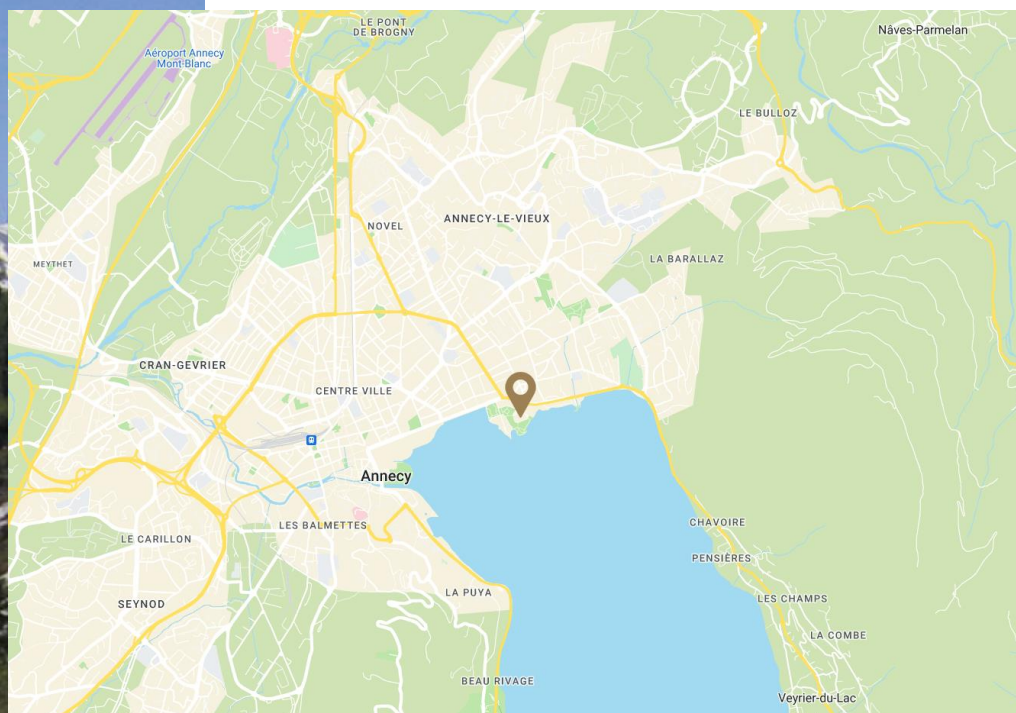 LE PONT
DE BROGNY
Nâves-Parmelan
Aéroport Annecy
Mont-Blanc
LE BULLOZ
ANNECY-LE-VIEUX
NOVEL
LA BARALLAZ
MEYTHET
CRAN-GEVRIER
CENTRE VILLE
Annecy
CHAVOIRE
LES BALMETTES
LE CARILLON
PENSIÈRES
LA PUYA
LES CHAMPS
SEYNOD
LA COMBE
BEAU RIVAGE
Veyrier-du-Lac